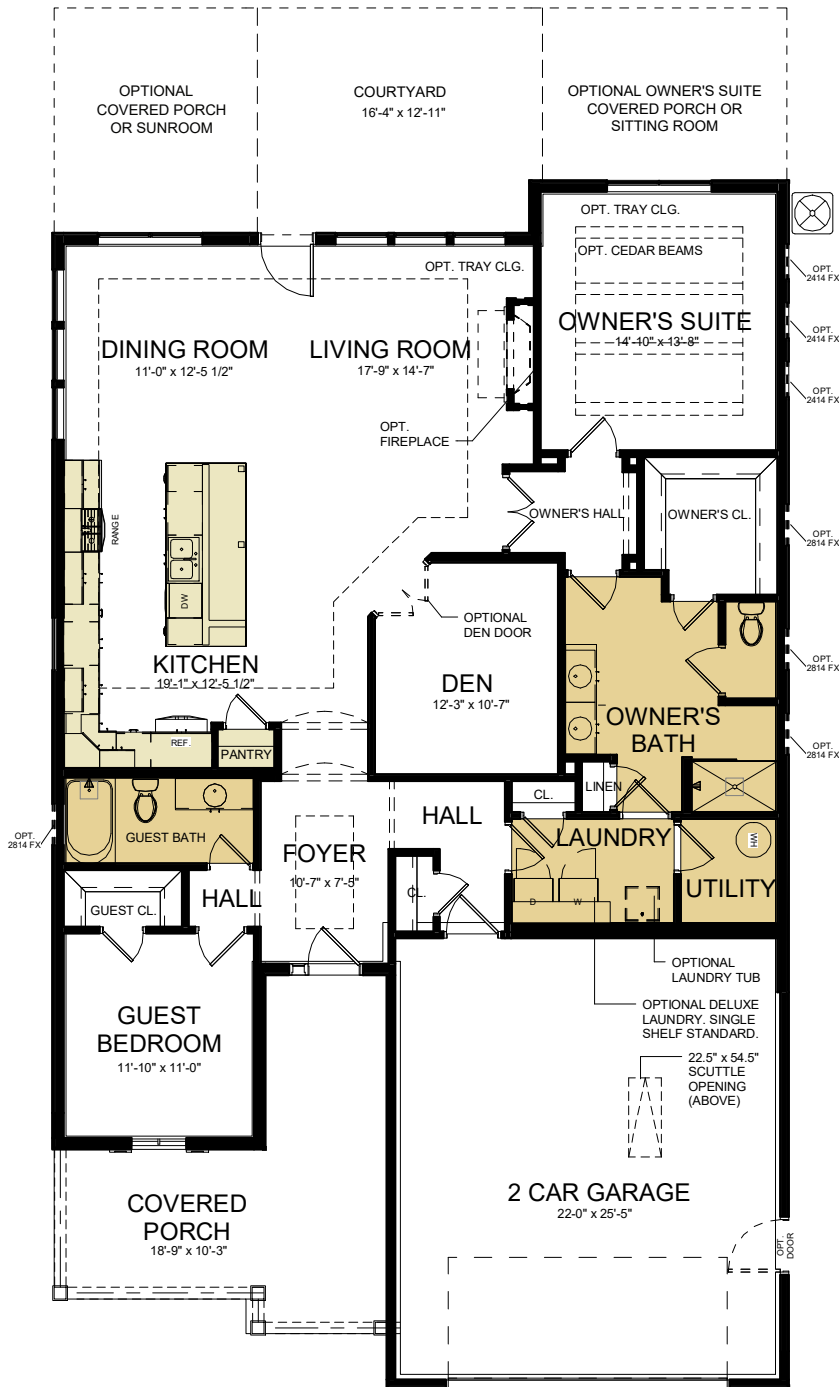 OPTIONAL
COVERED PORCH
OR SUNROOM
COURTYARD
16'-4" x 12'-11"
OPTIONAL OWNER'S SUITE
COVERED PORCH OR
SITTING ROOM
OPT. TRAY CLG.
OPT. CEDAR BEAMS
OWNER'S SUITE
14'-10" x 13'-8"
OPT.
2414 FX
OPT.
2414 FX
OPT.
2414 FX
OPT. TRAY CLG.
DINING ROOM
11'-0" x 12'-5 1/2"
LIVING ROOM
17'-9" x 14'-7"
OPT.
FIREPLACE
RANGE
DW
OWNER'S HALL
OWNER'S CL.
OPT.
2814 FX
OPTIONAL
DEN DOOR
KITCHEN
19'-1" x 12'-5 1/2"
DEN
12'-3" x 10'-7"
OPT.
2814 FX
OWNER'S
BATH
OPT.
2814 FX
REF.
PANTRY
LINEN
CL.
OPT.
2814 FX
GUEST BATH
HALL
LAUNDRY
WH
FOYER
10'-7" x 7'-5"
CL.
D
W
UTILITY
GUEST CL.
HALL
OPTIONAL
LAUNDRY TUB
OPTIONAL DELUXE
LAUNDRY. SINGLE
SHELF STANDARD.
GUEST
BEDROOM
11'-10" x 11'-0"
22.5" x 54.5"
SCUTTLE
OPENING
(ABOVE)
COVERED
PORCH
18'-9" x 10'-3"
2 CAR GARAGE
22'-0" x 25'-5"
OPT.
DOOR